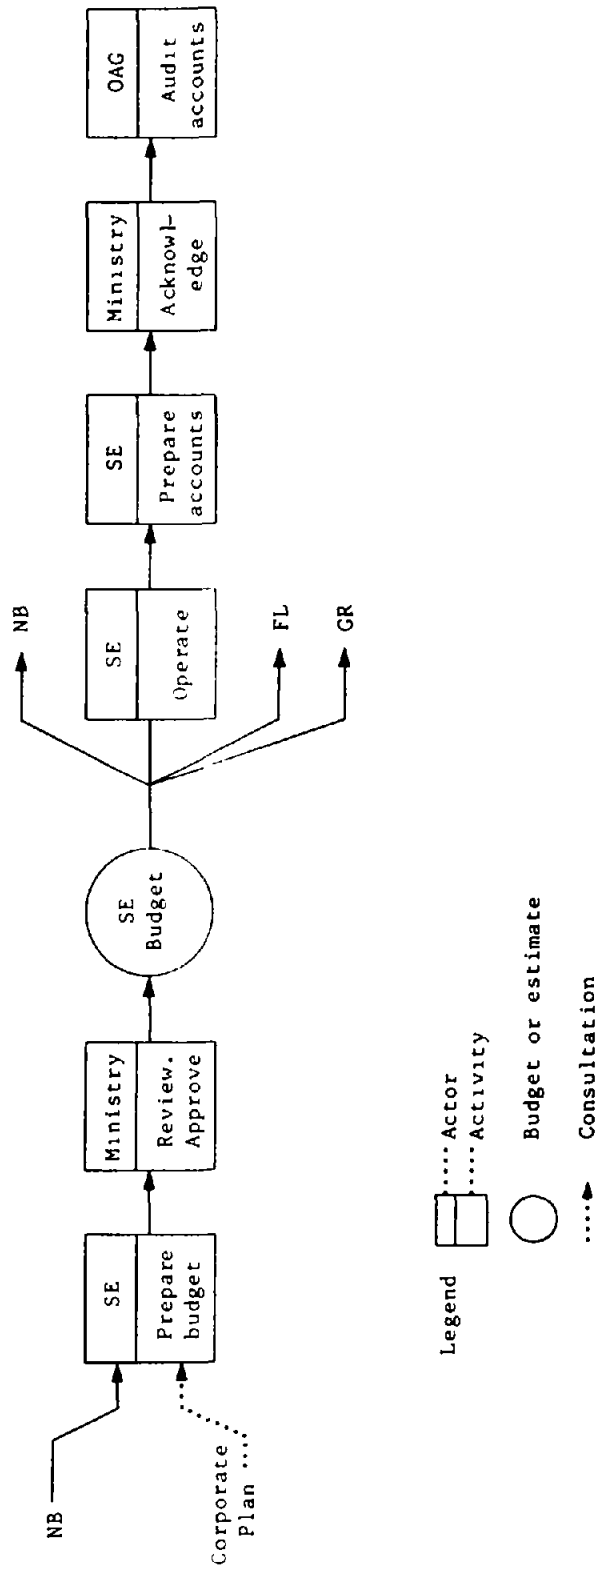 NB
Corporate
Plan
SE
Prepare
budget
Ministry
Review.
Approve
SE
Budget
NB
SE
Operate
FL
GR
SE
Prepare
accounts
Ministry
Acknowl-
edge
OAG
Audit
accounts
Legend
Actor
Activity
Budget or estimate
Consultation